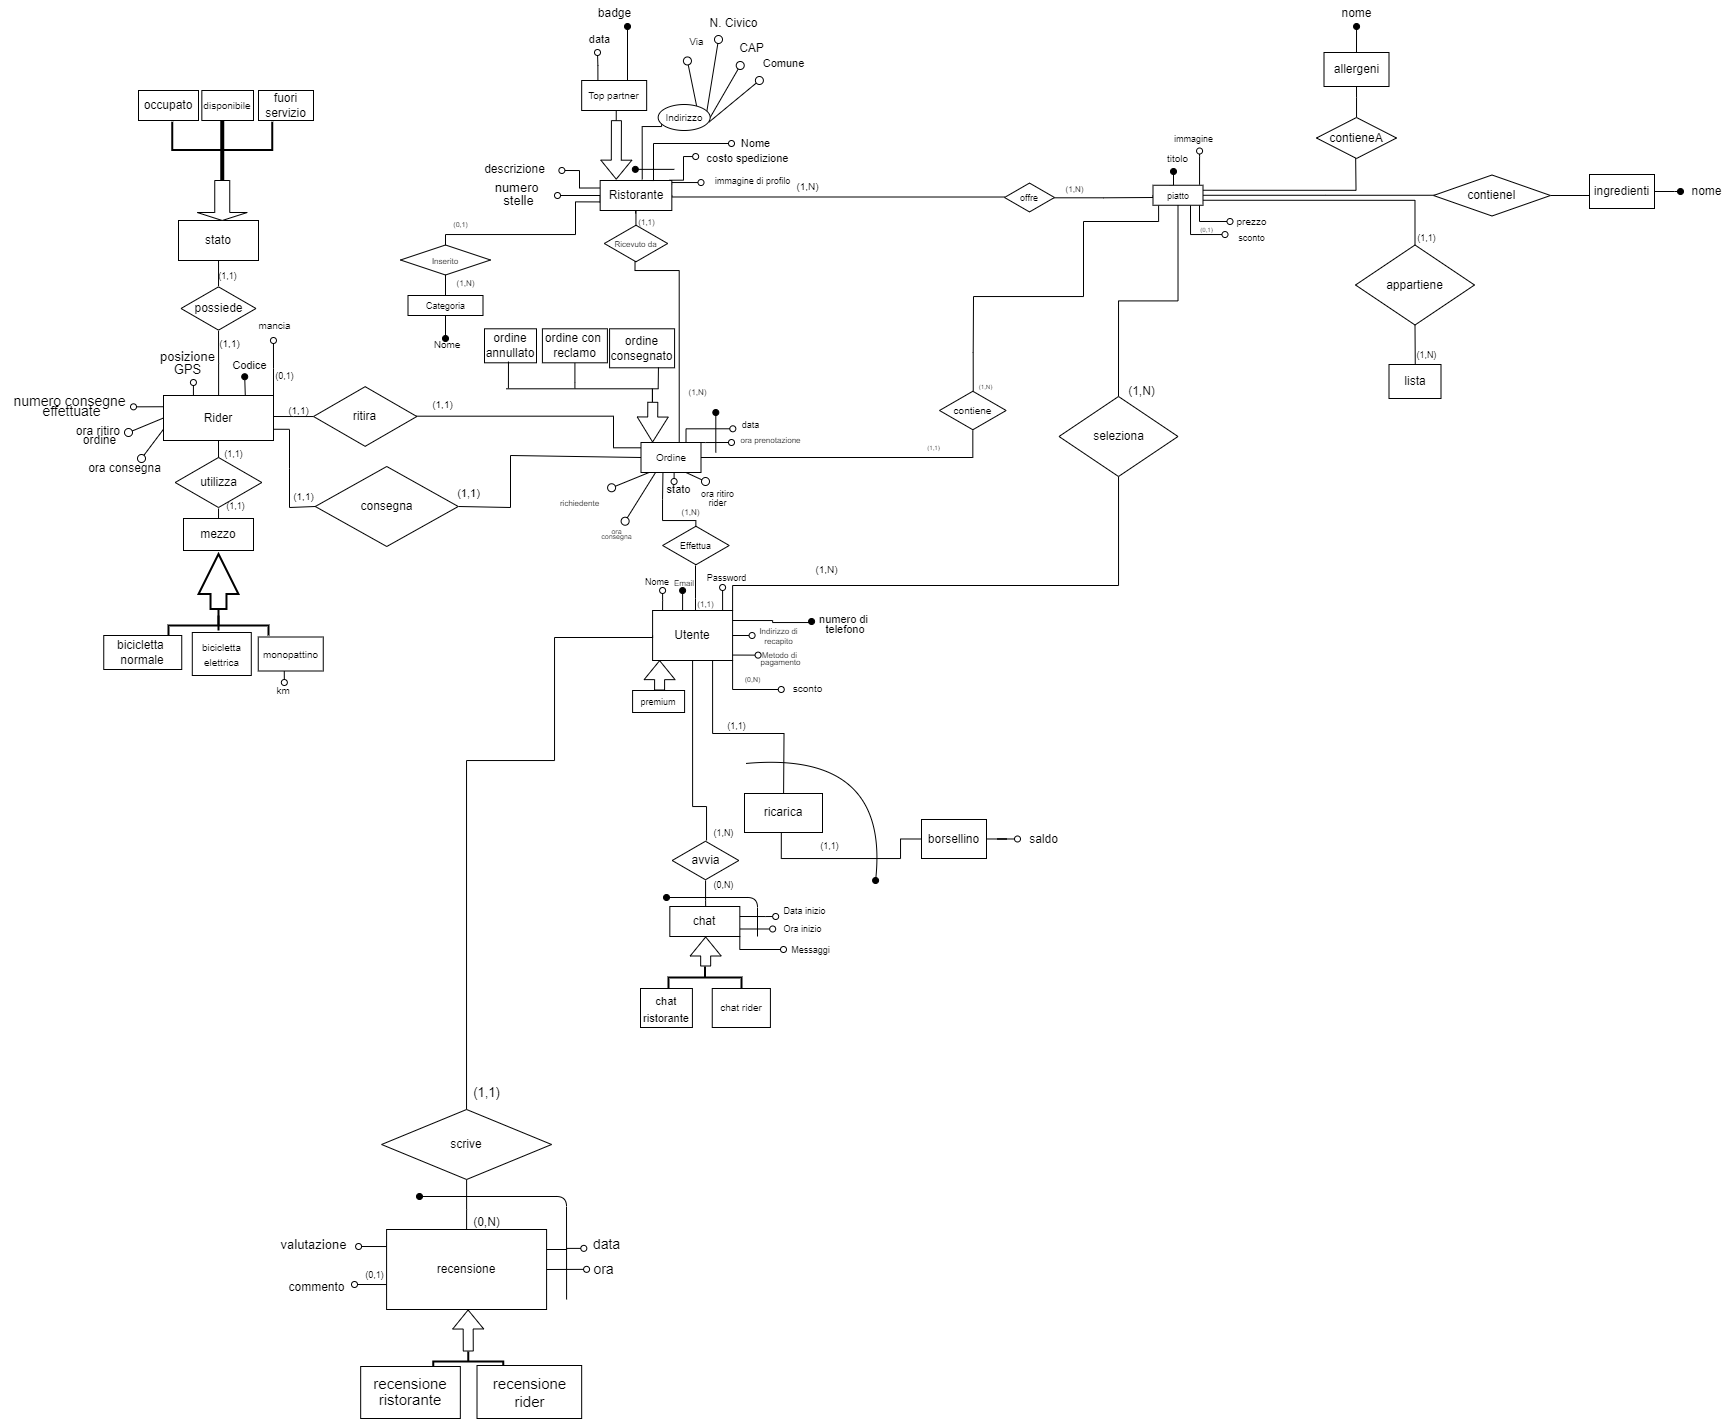 badge
data
Via
N. Civico
CAP
Comune
Top partner
Indirizzo
descrizione
numero
stelle
Nome
costo spedizione
immagine di profilo
Ristorante
(1,N)
offre
(1,N)
nome
allergeni
contieneA
immagine
titolo
piatto
prezzo
(0,1)
sconto
contieneI
ingredienti
nome
(1,1)
appartiene
(1,N)
lista
occupato
disponibile
fuori
servizio
stato
(1,1)
possiede
(1,1)
mancia
(0,1)
posizione
GPS
Codice
numero consegne
effettuate
ora ritiro
ordine
ora consegna
Rider
(1,1)
ritira
(1,1)
(1,1)
consegna
(1,1)
(1,1)
utilizza
(1,1)
mezzo
bicicletta
normale
bicicletta
elettrica
monopattino
km
(0,1)
Inserito
(1,N)
Categoria
Nome
(1,1)
Ricevuto da
(1,N)
ordine
annullato
ordine con
reclamo
ordine
consegnato
data
ora prenotazione
Ordine
richiedente
ora
consegna
stato
ora ritiro
rider
(1,1)
contiene
(1,N)
(1,N)
seleziona
(1,N)
(1,N)
Effettua
(1,1)
Nome
Email
Password
Utente
numero di
telefono
Indirizzo di
recapito
Metodo di
pagamento
(0,N)
sconto
premium
(1,1)
ricarica
(1,1)
borsellino
saldo
(1,N)
avvia
(0,N)
chat
Data inizio
Ora inizio
Messaggi
chat
ristorante
chat rider
(1,1)
scrive
(0,N)
valutazione
(0,1)
commento
recensione
data
ora
recensione
ristorante
recensione
rider